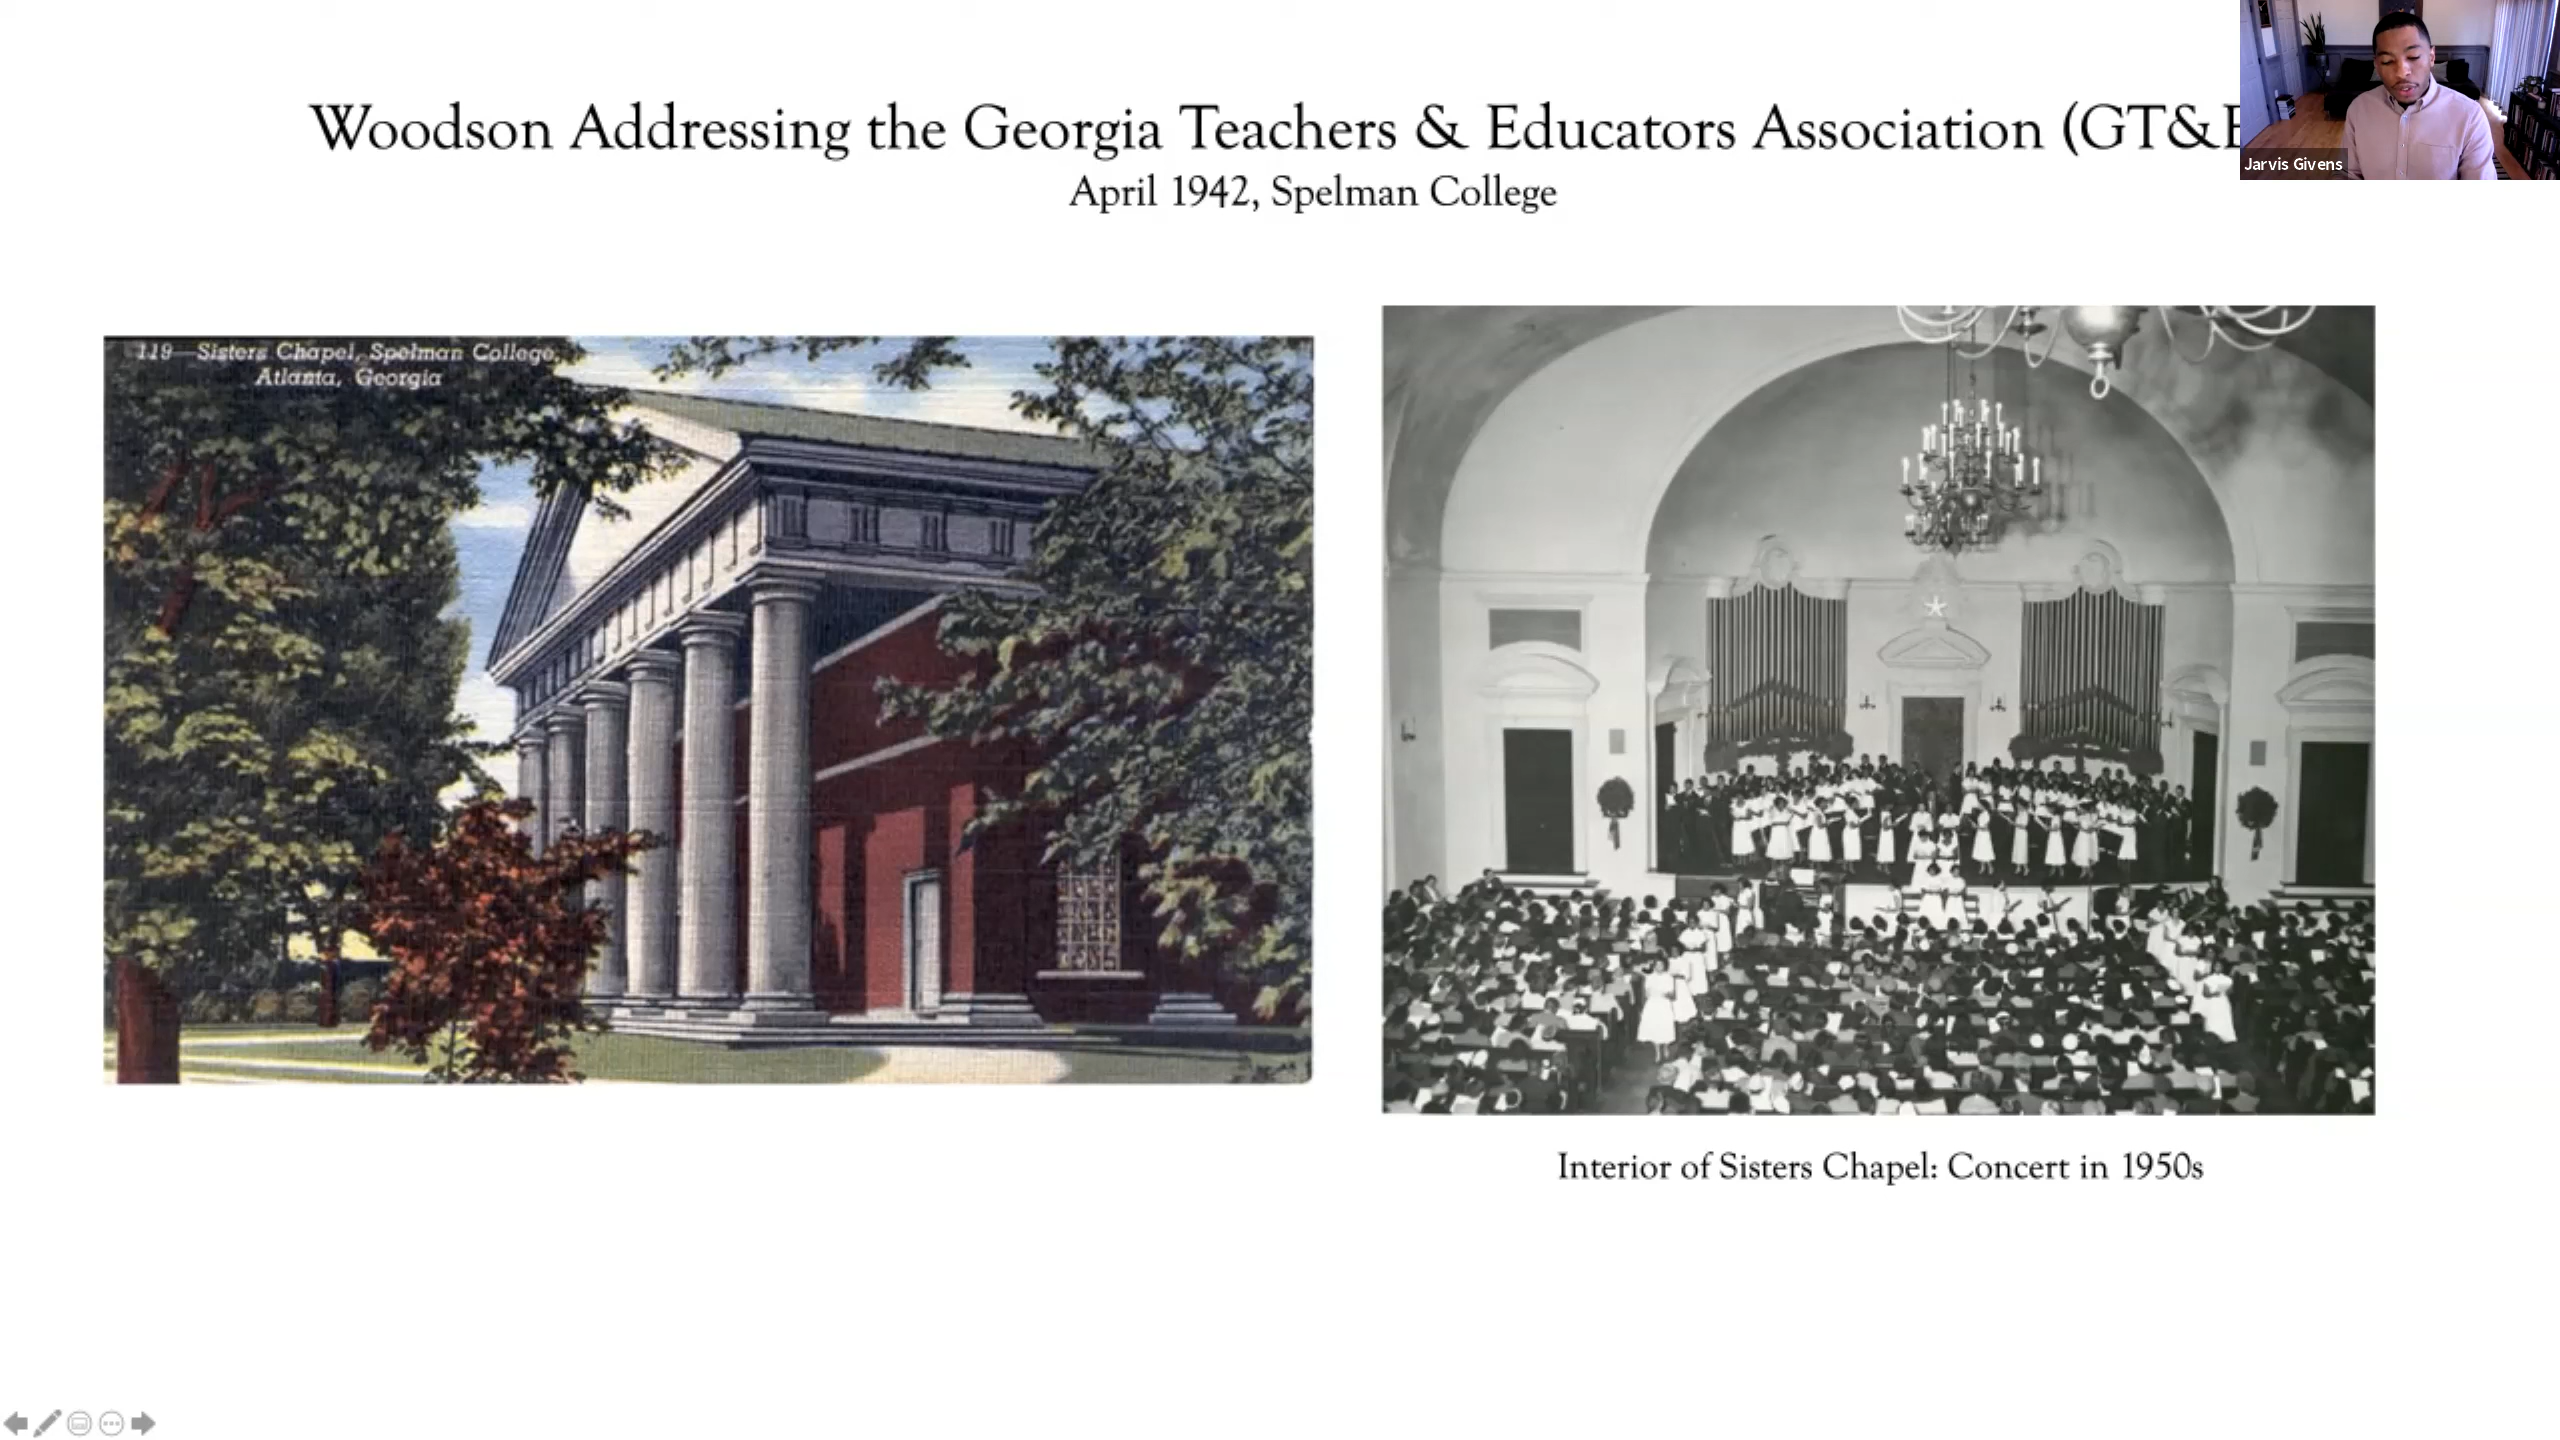 Woodson Addressing the Georgia Teachers & Educators Association (GT&E
April 1942, Spelman College
Jarvis Givens
119 Sisters Chapel, Spelman College,
Atlanta, Georgia
Interior of Sisters Chapel: Concert in 1950s